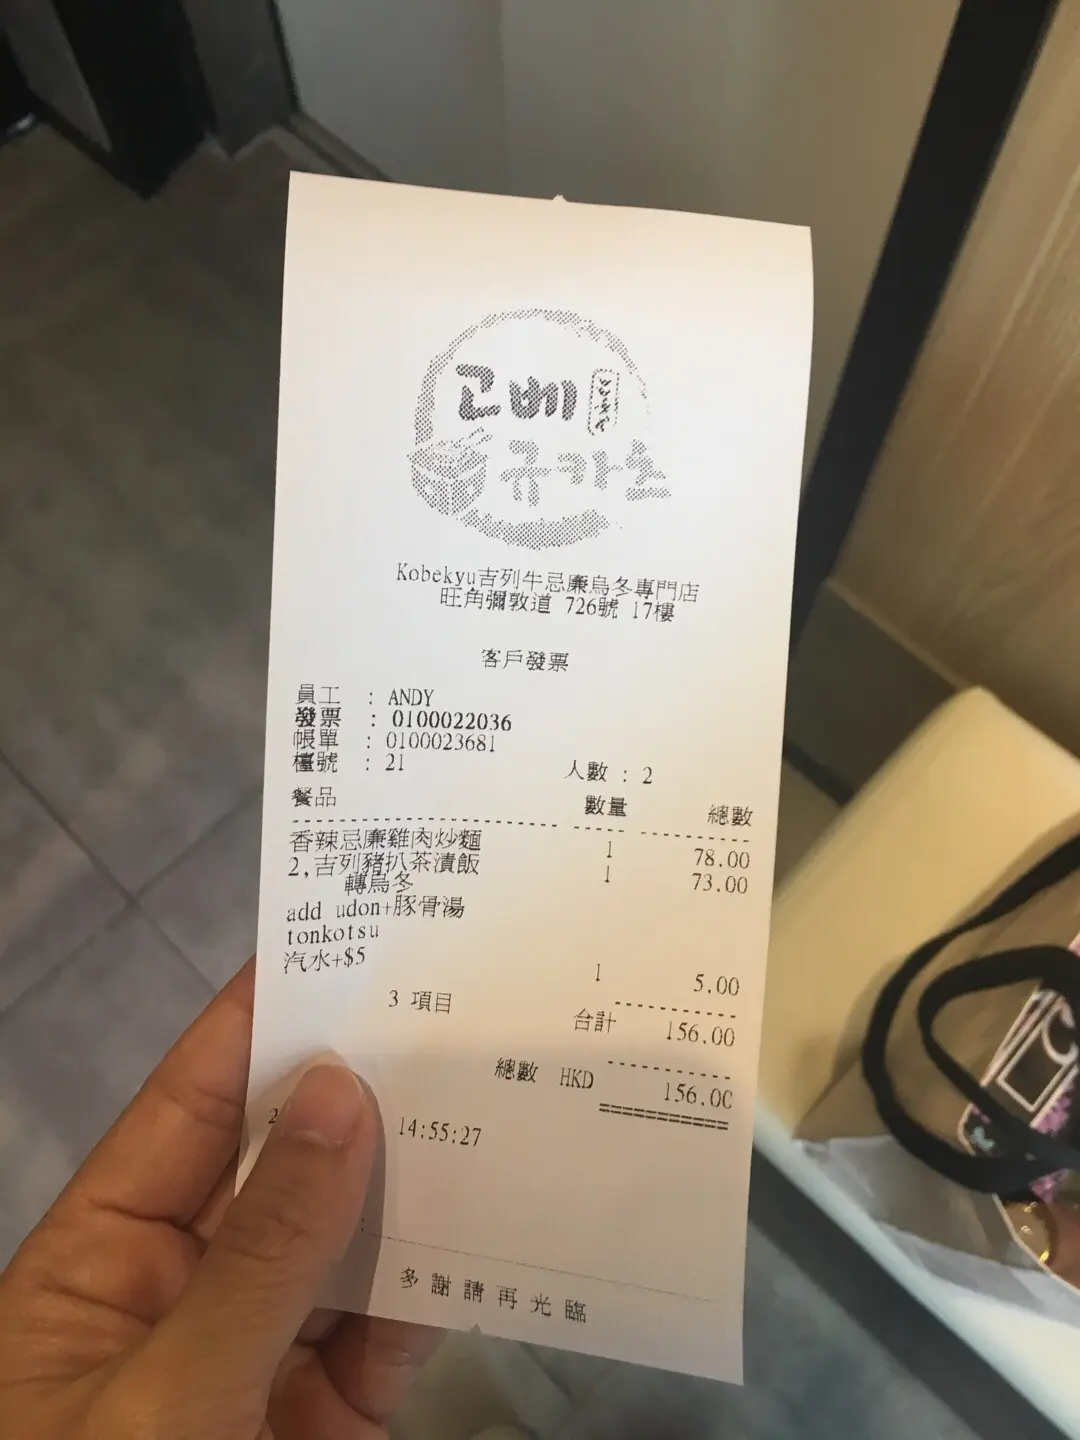 고베
규카츠
Kobekyu吉列牛忌廉烏冬專門店
旺角彌敦道 726號 17樓
客戶發票
員工 : ANDY
發票 : 0100022036
帳單 : 0100023681
檯號 : 21 人數 : 2
餐品 數量 總數
香辣忌廉雞肉炒麵 1 78.00
2,吉列豬扒茶漬飯 1 73.00
轉烏冬
add udon+豚骨湯
tonkotsu
汽水+$5 1 5.00
3 項目 台計 156.00
總數 HKD 156.00
2 14:55:27
:
多謝請再光臨